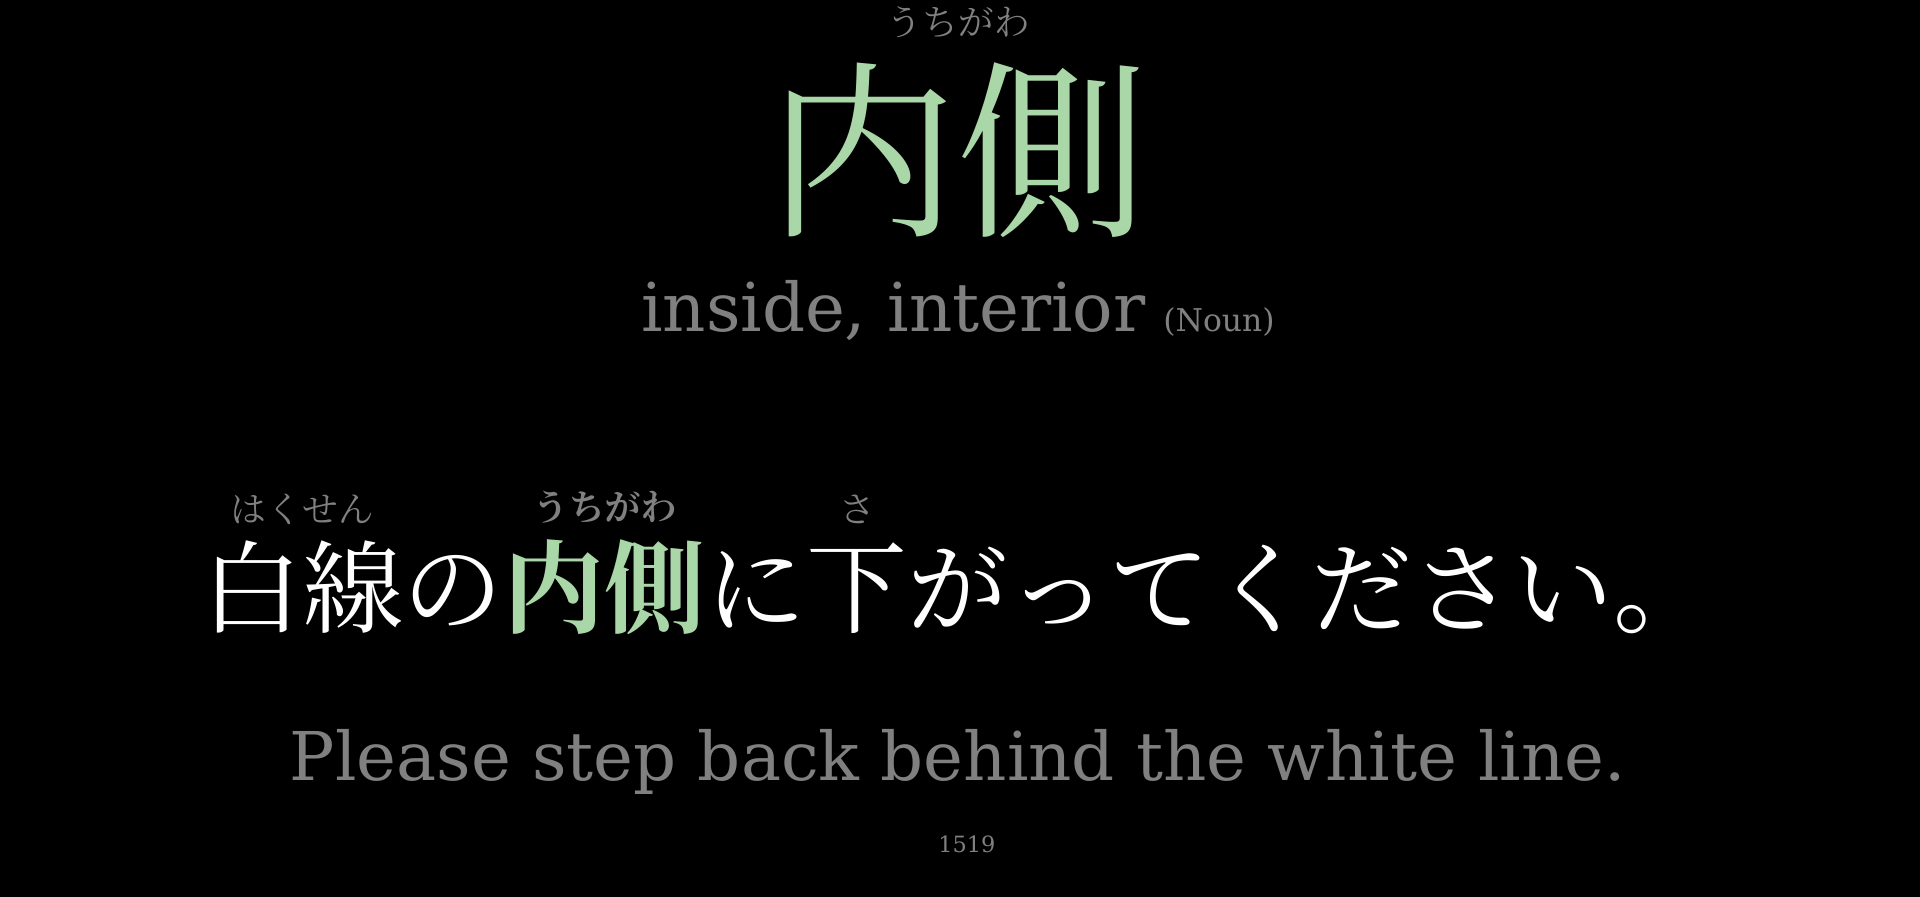 うちがわ
内側
inside, interior (Noun)
はくせん うちがわ さ
白線の内側に下がってください。
Please step back behind the white line.
1519